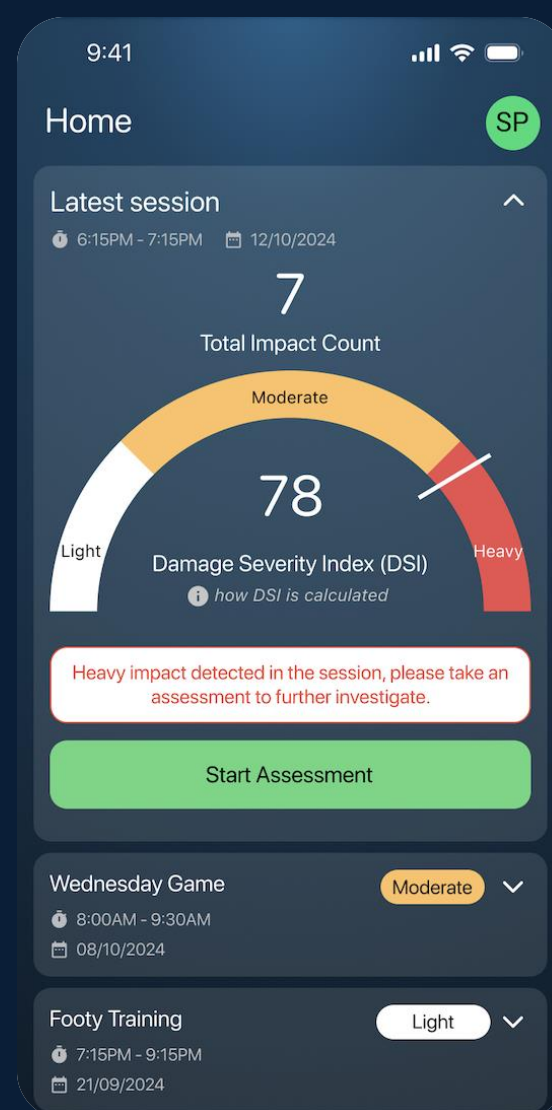 9:41
Home
SP
Latest session
6:15PM - 7:15PM 12/10/2024
7
Total Impact Count
Moderate
78
Light
Heavy
Damage Severity Index (DSI)
i how DSI is calculated
Heavy impact detected in the session, please take an
assessment to further investigate.
Start Assessment
Wednesday Game
Moderate
8:00AM - 9:30AM
08/10/2024
Footy Training
Light
7:15PM - 9:15PM
21/09/2024